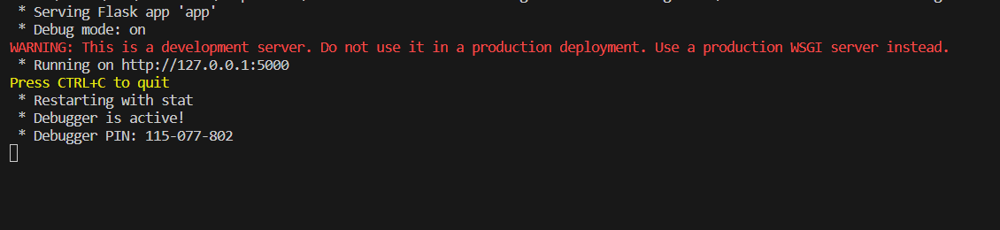 * Serving Flask app 'app'
* Debug mode: on
WARNING: This is a development server. Do not use it in a production deployment. Use a production WSGI server instead.
* Running on http://127.0.0.1:5000
Press CTRL+C to quit
* Restarting with stat
* Debugger is active!
* Debugger PIN: 115-077-802